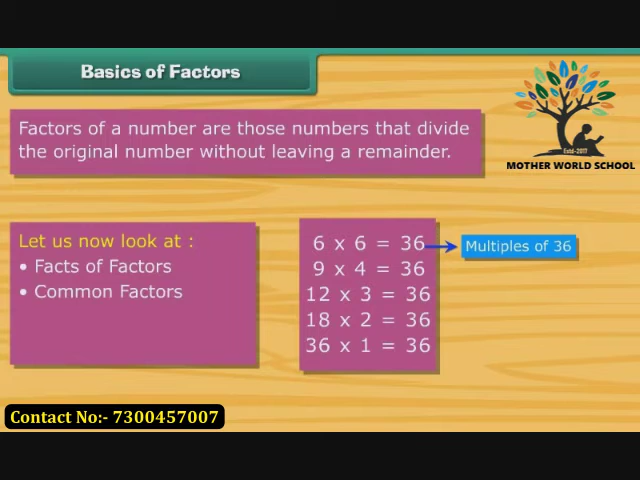 Basics of Factors
Factors of a number are those numbers that divide
the original number without leaving a remainder.
Estd-2017
MOTHER WORLD SCHOOL
Let us now look at :
• Facts of Factors
• Common Factors
6 x 6 = 36
9 x 4 = 36
12 x 3 = 36
18 x 2 = 36
36 x 1 = 36
Multiples of 36
Contact No:- 7300457007